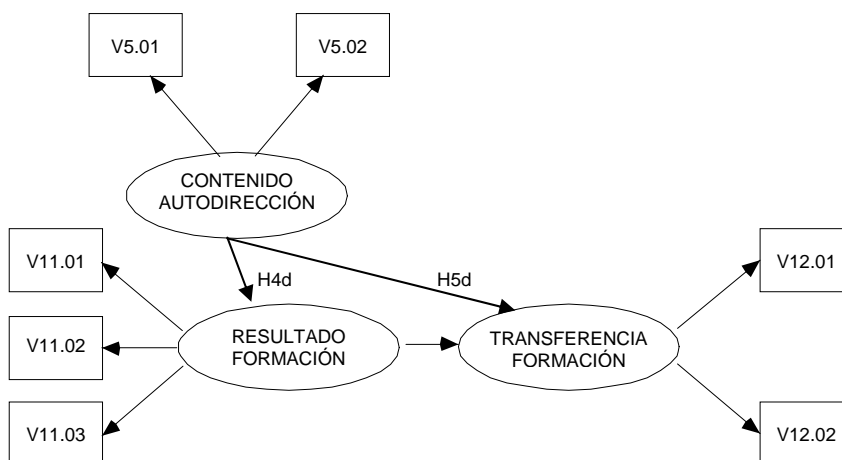 V5.01
V5.02
CONTENIDO
AUTODIRECCIÓN
V11.01
H4d
H5d
V12.01
V11.02
RESULTADO
FORMACIÓN
TRANSFERENCIA
FORMACIÓN
V11.03
V12.02